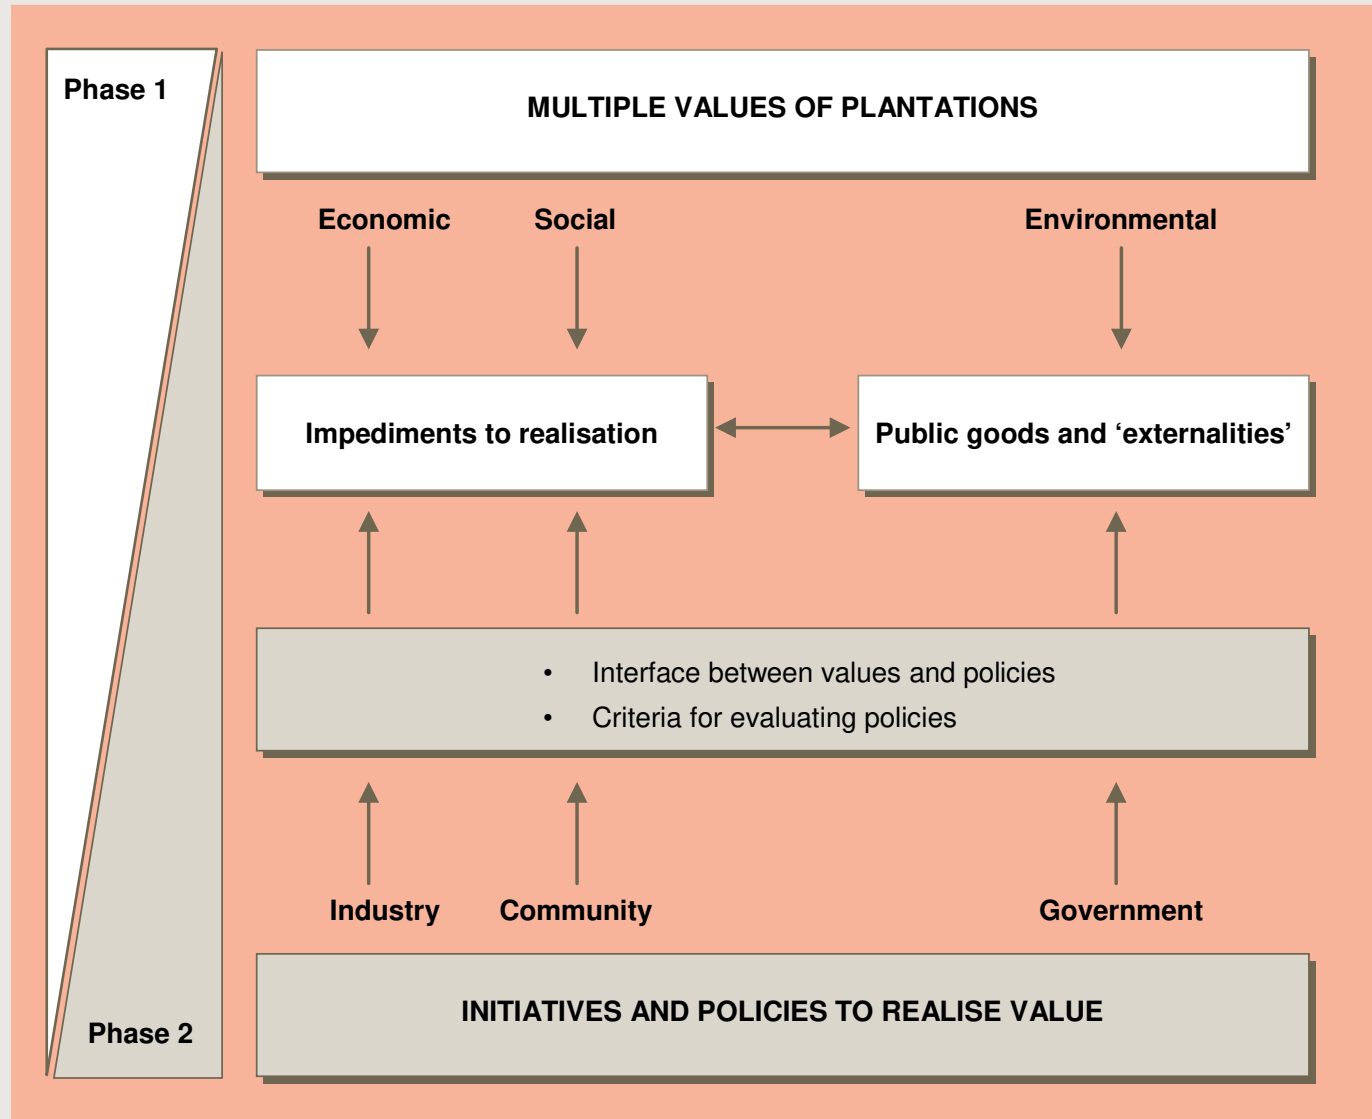 Phase 1
MULTIPLE VALUES OF PLANTATIONS
Economic
Social
Environmental
Impediments to realisation
Public goods and ‘externalities’
• Interface between values and policies
• Criteria for evaluating policies
Industry
Community
Government
INITIATIVES AND POLICIES TO REALISE VALUE
Phase 2